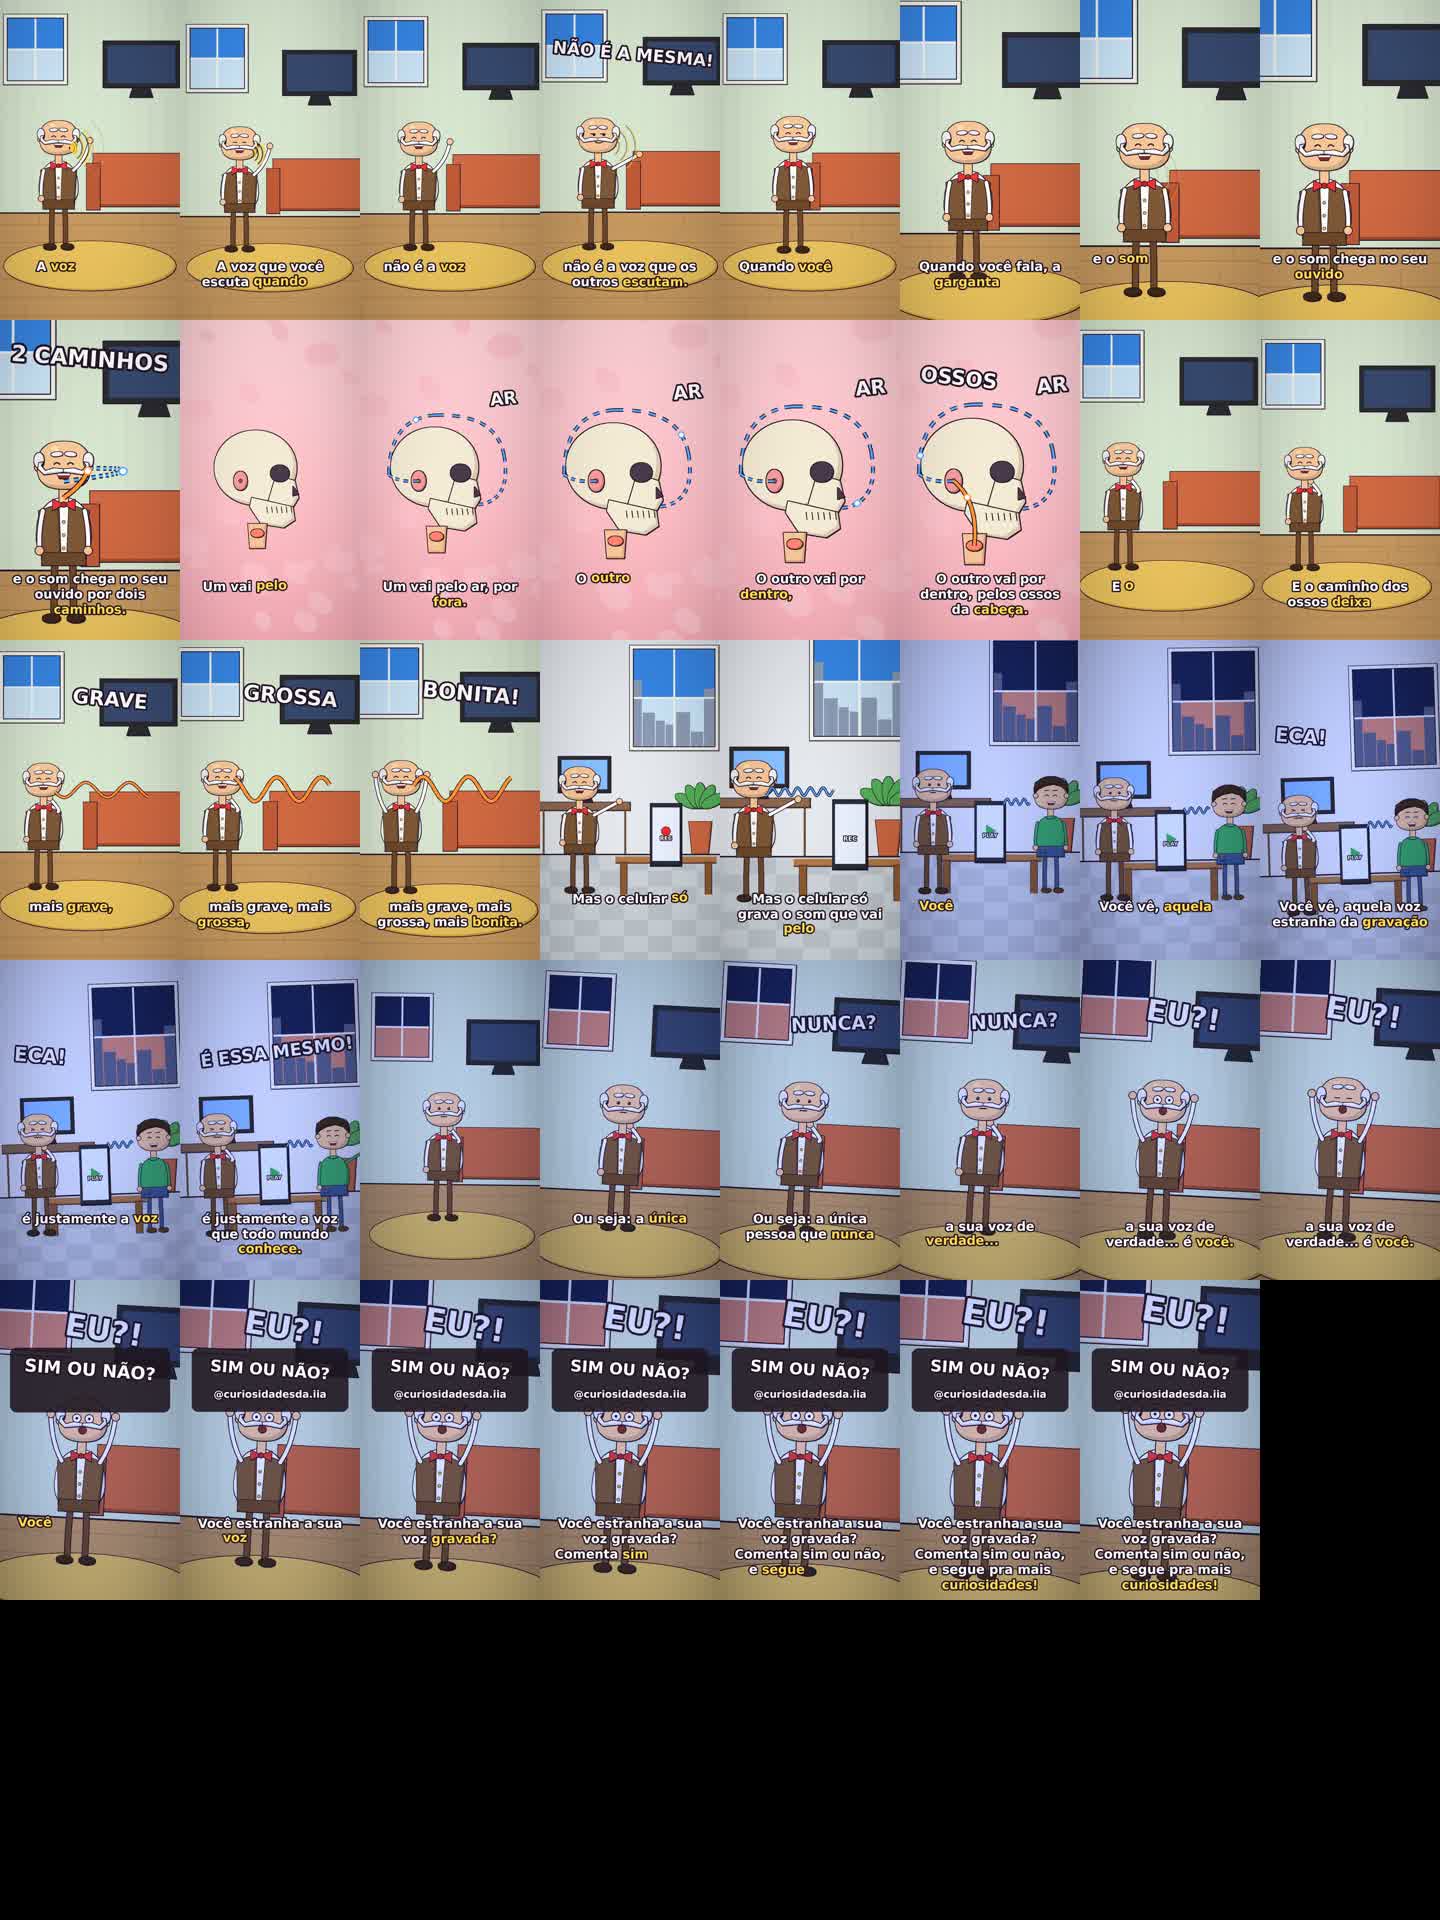 A voz
A voz que você
escuta quando
não é a voz
NÃO É A MESMA!
não é a voz que os
outros escutam.
Quando você
Quando você fala, a
garganta
e o som
e o som chega no seu
ouvido
2 CAMINHOS
e o som chega no seu
ouvido por dois
caminhos.
Um vai pelo
AR
Um vai pelo ar, por
fora.
AR
O outro
AR
O outro vai por
dentro,
OSSOS
AR
O outro vai por
dentro, pelos ossos
da cabeça.
E o
E o caminho dos
ossos deixa
GRAVE
mais grave,
GROSSA
mais grave, mais
grossa,
BONITA!
mais grave, mais
grossa, mais bonita.
REC
Mas o celular só
REC
Mas o celular só
grava o som que vai
pelo
PLAY
Você
PLAY
Você vê, aquela
ECA!
PLAY
Você vê, aquela voz
estranha da gravação
ECA!
PLAY
é justamente a voz
É ESSA MESMO!
PLAY
é justamente a voz
que todo mundo
conhece.
Ou seja: a única
NUNCA?
Ou seja: a única
pessoa que nunca
NUNCA?
a sua voz de
verdade...
EU?!
a sua voz de
verdade... é você.
EU?!
a sua voz de
verdade... é você.
EU?!
SIM OU NÃO?
Você
EU?!
SIM OU NÃO?
@curiosidadesda.iia
Você estranha a sua
voz
EU?!
SIM OU NÃO?
@curiosidadesda.iia
Você estranha a sua
voz gravada?
EU?!
SIM OU NÃO?
@curiosidadesda.iia
Você estranha a sua
voz gravada?
Comenta sim
EU?!
SIM OU NÃO?
@curiosidadesda.iia
Você estranha a sua
voz gravada?
Comenta sim ou não,
e segue
EU?!
SIM OU NÃO?
@curiosidadesda.iia
Você estranha a sua
voz gravada?
Comenta sim ou não,
e segue pra mais
curiosidades!
EU?!
SIM OU NÃO?
@curiosidadesda.iia
Você estranha a sua
voz gravada?
Comenta sim ou não,
e segue pra mais
curiosidades!